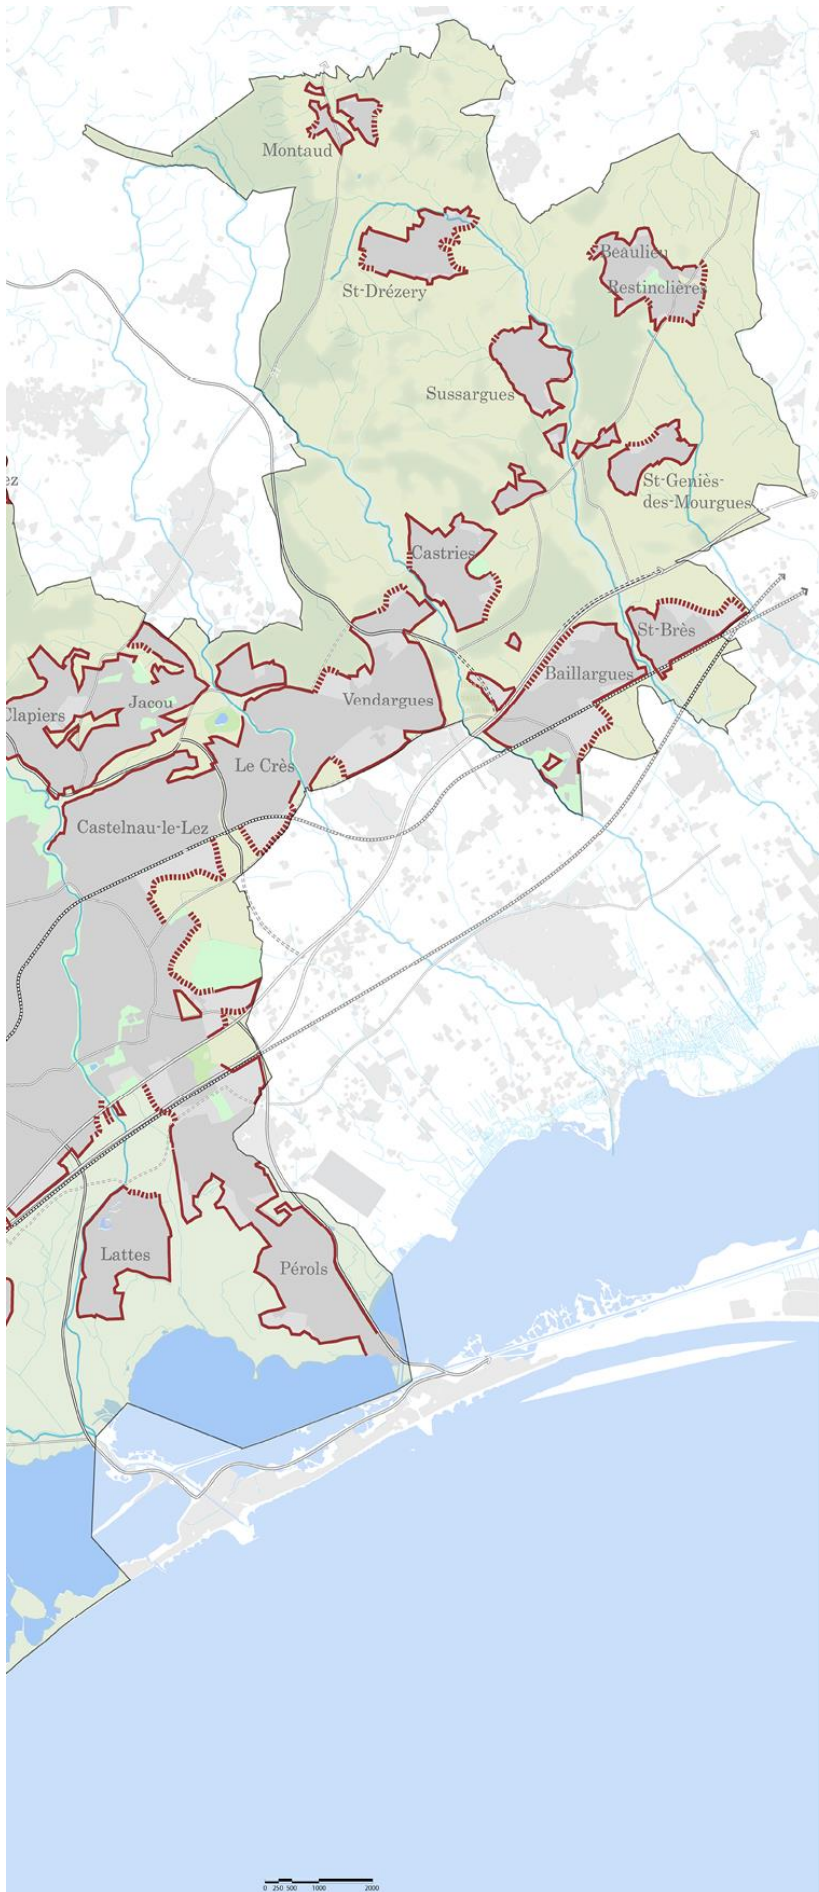 Montaud
Beaulieu
Restinclières
St-Drézery
Sussargues
ez
St-Geniès-
des-Mourgues
Castries
St-Brès
Baillargues
Jacou
Vendargues
Clapiers
Le Crès
Castelnau-le-Lez
Lattes
Pérols
0 250 500 1000 2000